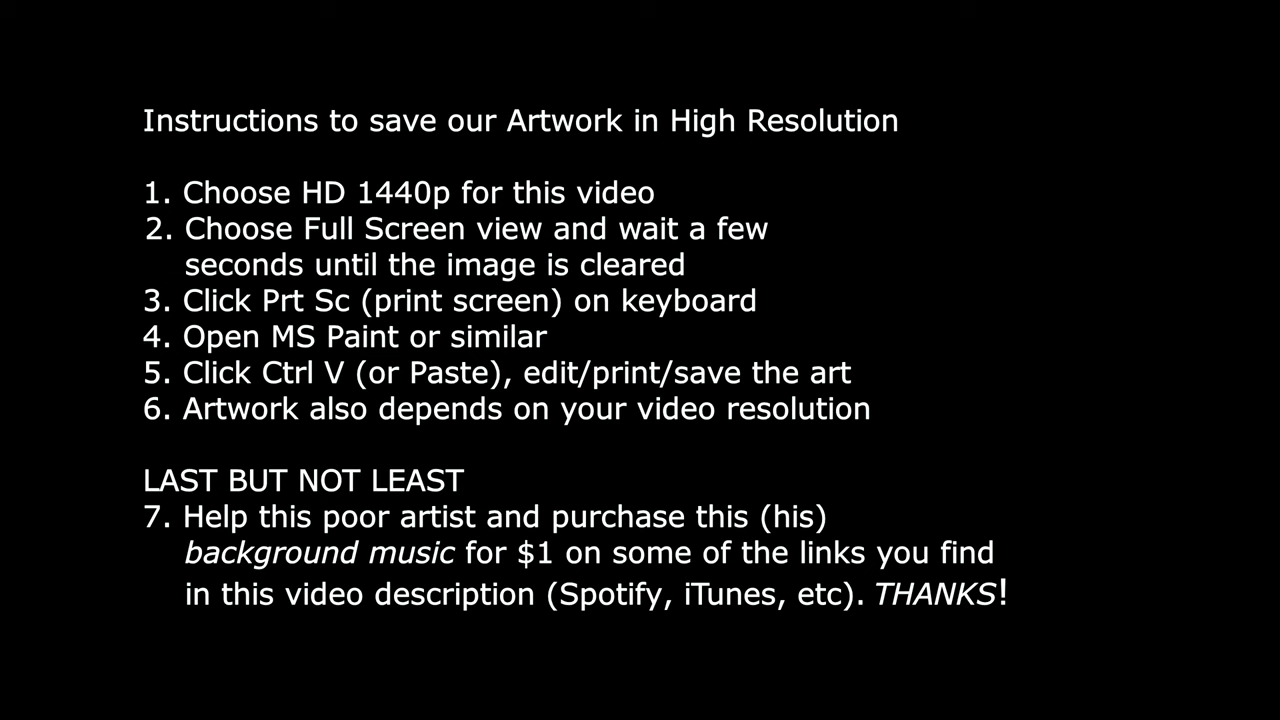 Instructions to save our Artwork in High Resolution
1. Choose HD 1440p for this video
2. Choose Full Screen view and wait a few
seconds until the image is cleared
3. Click Prt Sc (print screen) on keyboard
4. Open MS Paint or similar
5. Click Ctrl V (or Paste), edit/print/save the art
6. Artwork also depends on your video resolution
LAST BUT NOT LEAST
7. Help this poor artist and purchase this (his)
background music for $1 on some of the links you find
in this video description (Spotify, iTunes, etc). THANKS!